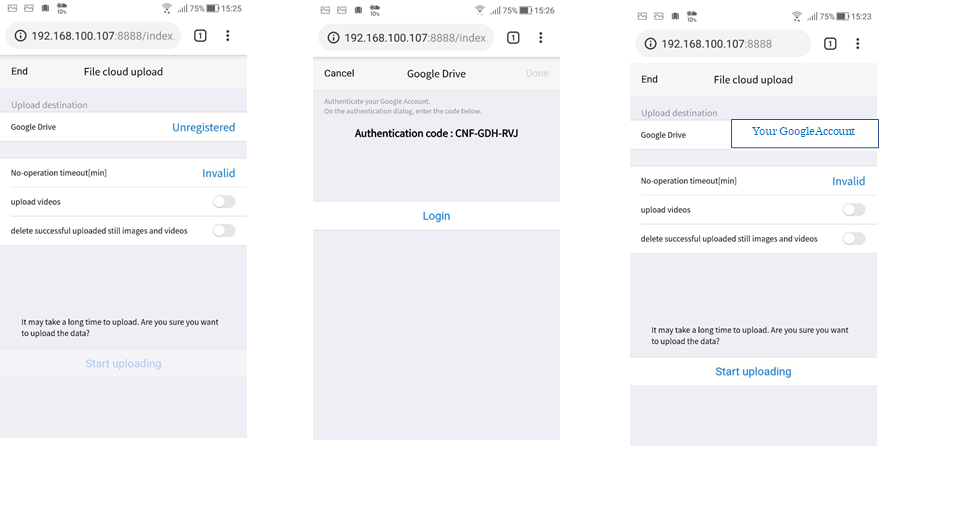 10%
75%
15:25
192.168.100.107:8888/index.
1
End
File cloud upload
Upload destination
Google Drive
Unregistered
No-operation timeout[min]
Invalid
upload videos
delete successful uploaded still images and videos
It may take a long time to upload. Are you sure you want
to upload the data?
Start uploading
10%
75%
15:26
192.168.100.107:8888/index.
1
Cancel
Google Drive
Done
Authenticate your Google Account.
On the authentication dialog, enter the code below.
Authentication code : CNF-GDH-RVJ
Login
10%
75%
15:23
192.168.100.107:8888
1
End
File cloud upload
Upload destination
Google Drive
Your GoogleAccount
No-operation timeout[min]
Invalid
upload videos
delete successful uploaded still images and videos
It may take a long time to upload. Are you sure you want
to upload the data?
Start uploading